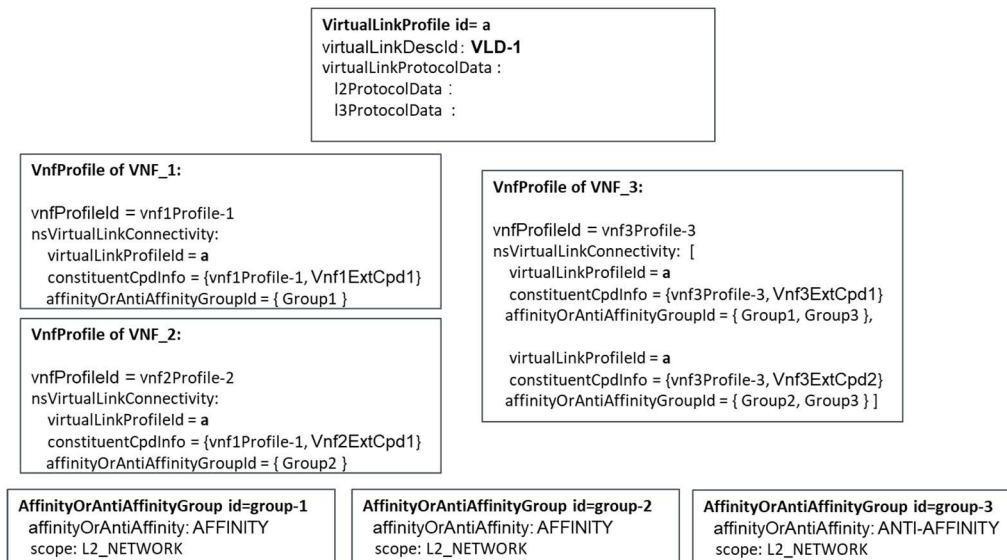 VirtualLinkProfile id= a
virtualLinkDescId: VLD-1
virtualLinkProtocolData :
l2ProtocolData :
l3ProtocolData :
VnfProfile of VNF_1:
vnfProfileId = vnf1Profile-1
nsVirtualLinkConnectivity:
virtualLinkProfileId = a
constituentCpdInfo = {vnf1Profile-1, Vnf1ExtCpd1}
affinityOrAntiAffinityGroupId = { Group1 }
VnfProfile of VNF_2:
vnfProfileId = vnf2Profile-2
nsVirtualLinkConnectivity:
virtualLinkProfileId = a
constituentCpdInfo = {vnf1Profile-1, Vnf2ExtCpd1}
affinityOrAntiAffinityGroupId = { Group2 }
VnfProfile of VNF_3:
vnfProfileId = vnf3Profile-3
nsVirtualLinkConnectivity: [
virtualLinkProfileId = a
constituentCpdInfo = {vnf3Profile-3, Vnf3ExtCpd1}
affinityOrAntiAffinityGroupId = { Group1, Group3 },
virtualLinkProfileId = a
constituentCpdInfo = {vnf3Profile-3, Vnf3ExtCpd2}
affinityOrAntiAffinityGroupId = { Group2, Group3 } ]
AffinityOrAntiAffinityGroup id=group-1
affinityOrAntiAffinity: AFFINITY
scope: L2_NETWORK
AffinityOrAntiAffinityGroup id=group-2
affinityOrAntiAffinity: AFFINITY
scope: L2_NETWORK
AffinityOrAntiAffinityGroup id=group-3
affinityOrAntiAffinity: ANTI-AFFINITY
scope: L2_NETWORK